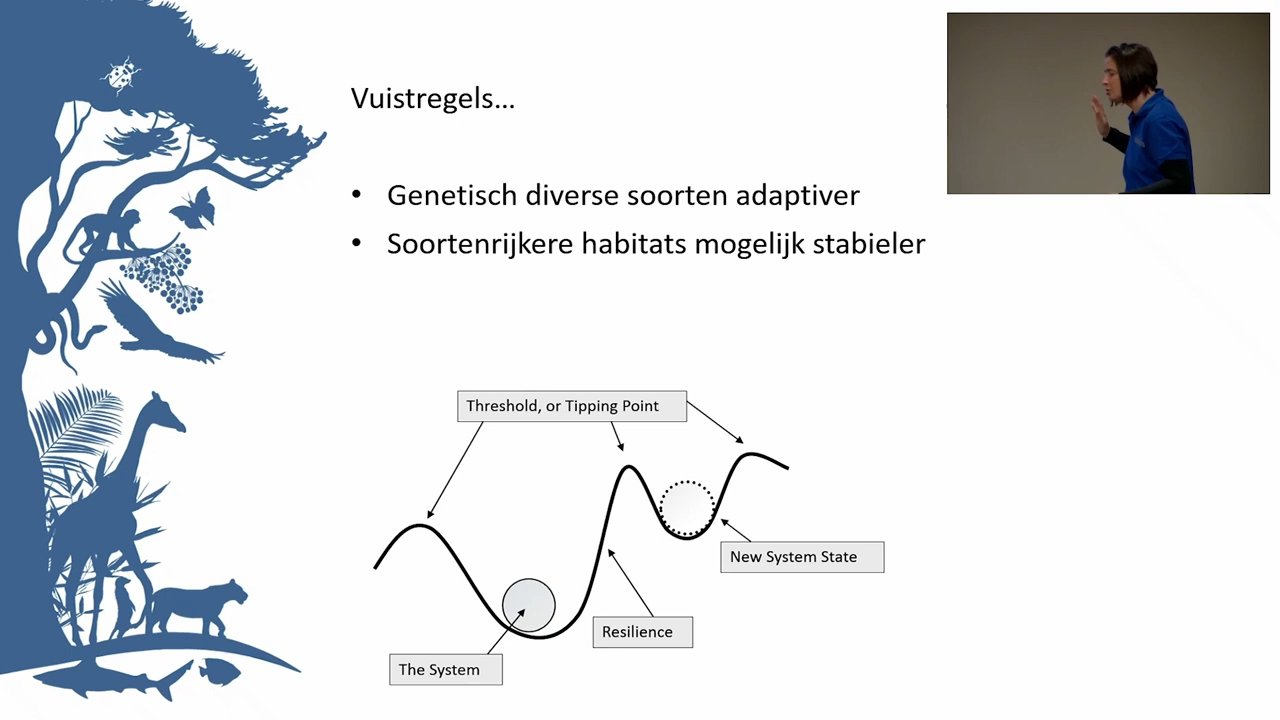 Vuistregels...
• Genetisch diverse soorten adaptiver
• Soortenrijkere habitats mogelijk stabieler
Threshold, or Tipping Point
New System State
Resilience
The System